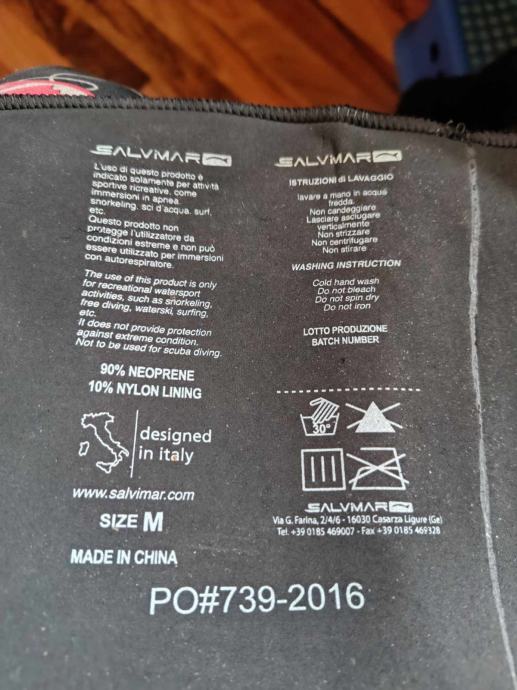 SALVIMAR
L'uso di questo prodotto è
indicato solamente per attività
sportive ricreative, come
immersioni in apnea,
snorkeling, sci d'acqua, surf,
etc.
Questo prodotto non
protegge l'utilizzatore da
condizioni estreme e non può
essere utilizzato per immersioni
con autorespiratore.
The use of this product is only
for recreational watersport
activities, such as snorkeling,
free diving, waterski, surfing,
etc.
It does not provide protection
against extreme condition.
Not to be used for scuba diving.
90% NEOPRENE
10% NYLON LINING
designed
in italy
www.salvimar.com
SIZE M
MADE IN CHINA
SALVIMAR
ISTRUZIONI di LAVAGGIO
lavare a mano in acqua
fredda
Non candeggiare
Lasciare asciugare
verticalmente
Non strizzare
Non centrifugare
Non stirare
WASHING INSTRUCTION
Cold hand wash
Do not bleach
Do not spin dry
Do not iron
LOTTO PRODUZIONE
BATCH NUMBER
30°
SALVIMAR
Via G. Farina, 2/4/6 - 16030 Casarza Ligure (Ge)
Tel. +39 0185 469007 - Fax +39 0185 469328
PO#739-2016